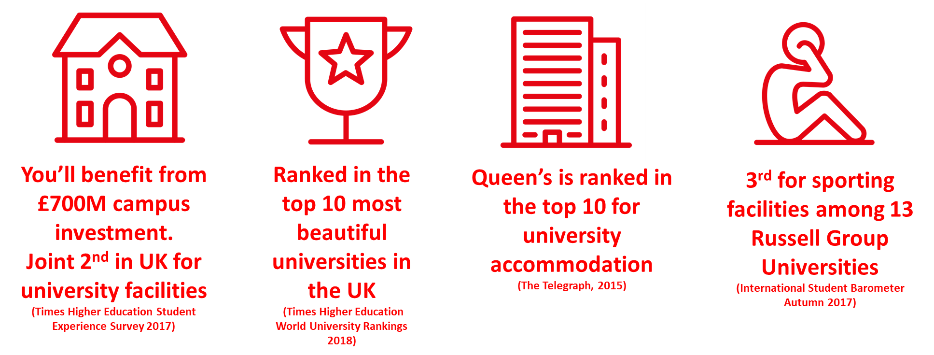 You’ll benefit from
£700M campus
investment.
Joint 2nd in UK for
university facilities
(Times Higher Education Student
Experience Survey 2017)
Ranked in the
top 10 most
beautiful
universities in
the UK
(Times Higher Education
World University Rankings
2018)
Queen’s is ranked in
the top 10 for
university
accommodation
(The Telegraph, 2015)
3rd for sporting
facilities among 13
Russell Group
Universities
(International Student Barometer
Autumn 2017)